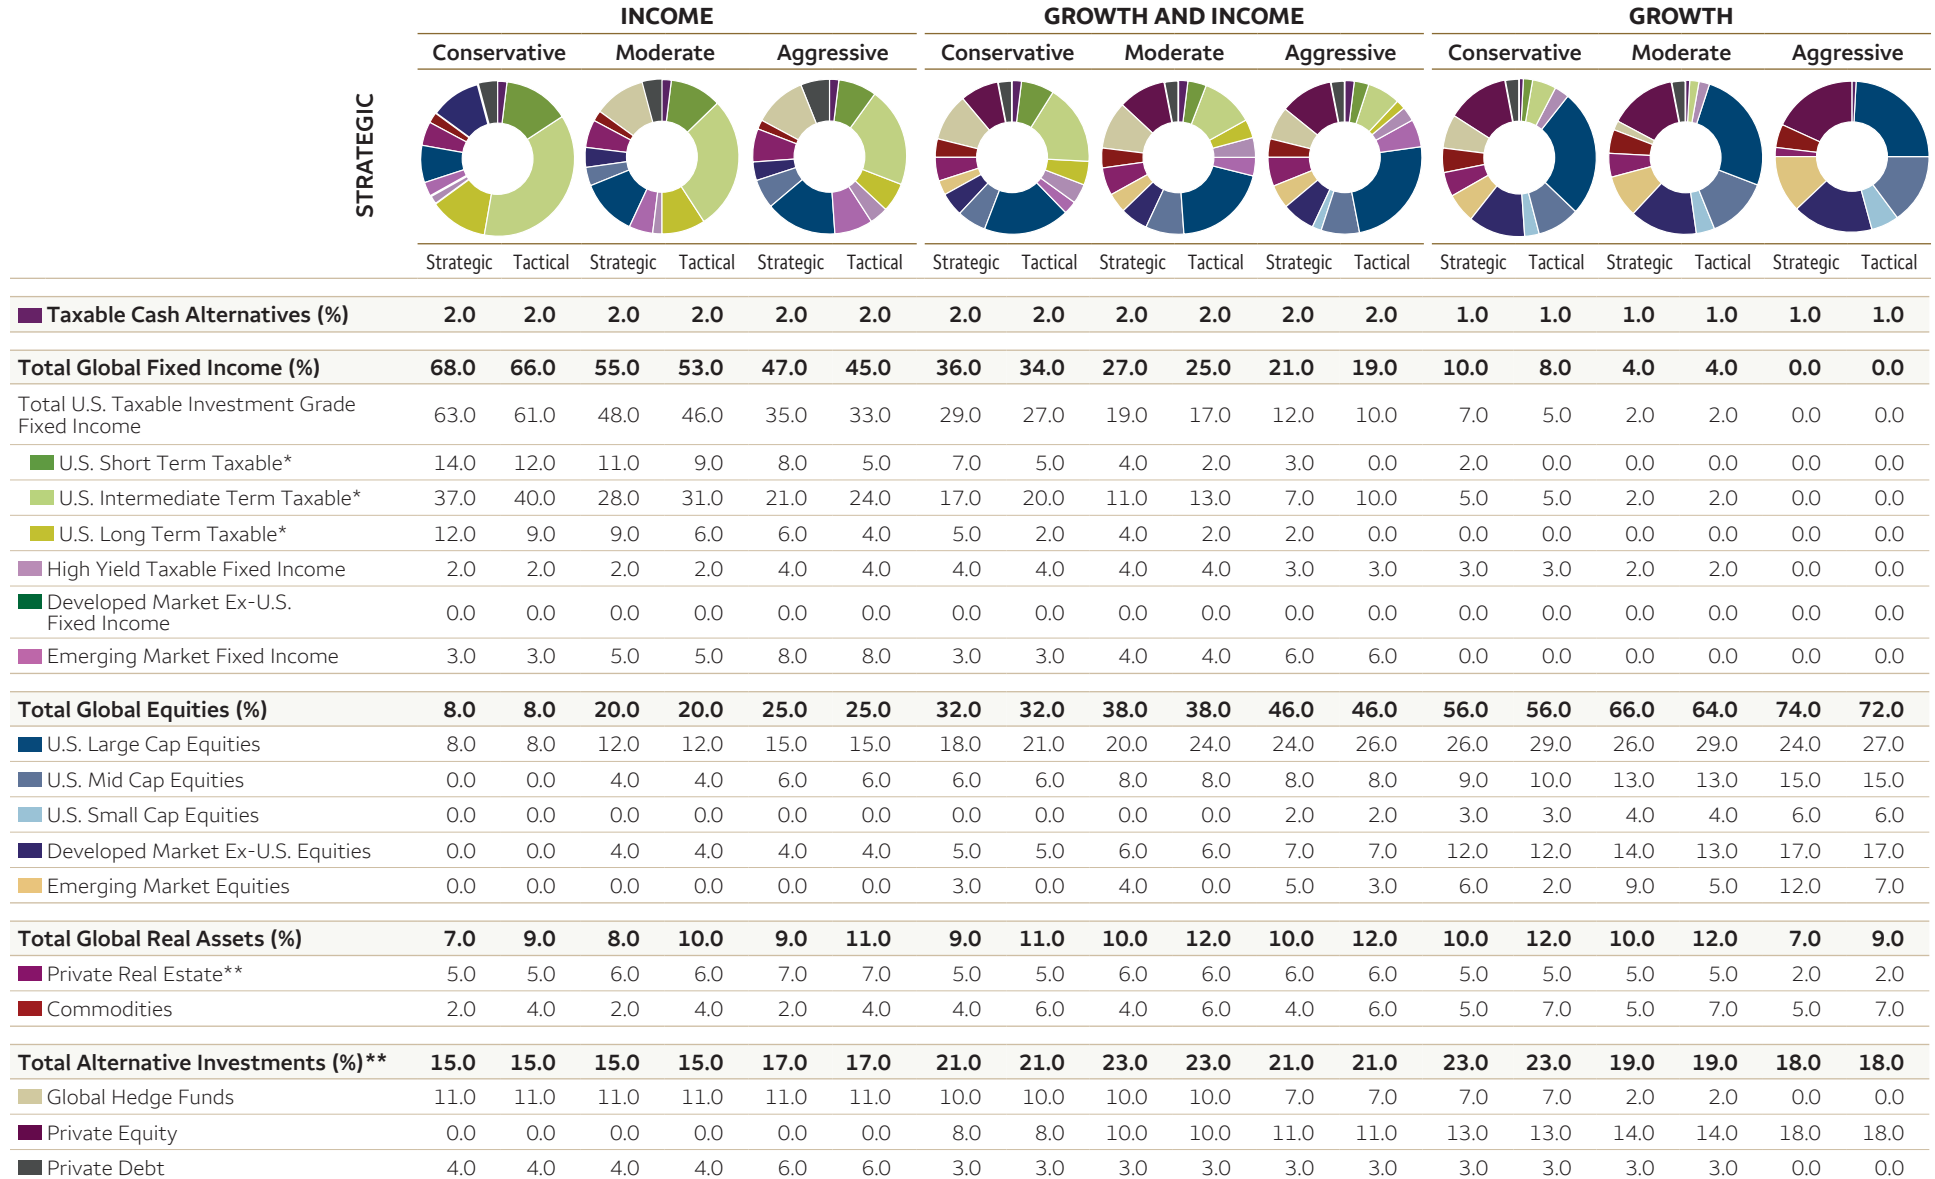 INCOME GROWTH AND INCOME GROWTH
Conservative Moderate Aggressive Conservative Moderate Aggressive Conservative Moderate Aggressive
STRATEGIC
Strategic Tactical Strategic Tactical Strategic Tactical Strategic Tactical Strategic Tactical Strategic Tactical Strategic Tactical Strategic Tactical Strategic Tactical
Taxable Cash Alternatives (%) 2.0 2.0 2.0 2.0 2.0 2.0 2.0 2.0 2.0 2.0 2.0 2.0 1.0 1.0 1.0 1.0 1.0 1.0
Total Global Fixed Income (%) 68.0 66.0 55.0 53.0 47.0 45.0 36.0 34.0 27.0 25.0 21.0 19.0 10.0 8.0 4.0 4.0 0.0 0.0
Total U.S. Taxable Investment Grade
Fixed Income 63.0 61.0 48.0 46.0 35.0 33.0 29.0 27.0 19.0 17.0 12.0 10.0 7.0 5.0 2.0 2.0 0.0 0.0
U.S. Short Term Taxable* 14.0 12.0 11.0 9.0 8.0 5.0 7.0 5.0 4.0 2.0 3.0 0.0 2.0 0.0 0.0 0.0 0.0 0.0
U.S. Intermediate Term Taxable* 37.0 40.0 28.0 31.0 21.0 24.0 17.0 20.0 11.0 13.0 7.0 10.0 5.0 5.0 2.0 2.0 0.0 0.0
U.S. Long Term Taxable* 12.0 9.0 9.0 6.0 6.0 4.0 5.0 2.0 4.0 2.0 2.0 0.0 0.0 0.0 0.0 0.0 0.0 0.0
High Yield Taxable Fixed Income 2.0 2.0 2.0 2.0 4.0 4.0 4.0 4.0 4.0 4.0 3.0 3.0 3.0 3.0 2.0 2.0 0.0 0.0
Developed Market Ex-U.S.
Fixed Income 0.0 0.0 0.0 0.0 0.0 0.0 0.0 0.0 0.0 0.0 0.0 0.0 0.0 0.0 0.0 0.0 0.0 0.0
Emerging Market Fixed Income 3.0 3.0 5.0 5.0 8.0 8.0 3.0 3.0 4.0 4.0 6.0 6.0 0.0 0.0 0.0 0.0 0.0 0.0
Total Global Equities (%) 8.0 8.0 20.0 20.0 25.0 25.0 32.0 32.0 38.0 38.0 46.0 46.0 56.0 56.0 66.0 64.0 74.0 72.0
U.S. Large Cap Equities 8.0 8.0 12.0 12.0 15.0 15.0 18.0 21.0 20.0 24.0 24.0 26.0 26.0 29.0 26.0 29.0 24.0 27.0
U.S. Mid Cap Equities 0.0 0.0 4.0 4.0 6.0 6.0 6.0 6.0 8.0 8.0 8.0 8.0 9.0 10.0 13.0 13.0 15.0 15.0
U.S. Small Cap Equities 0.0 0.0 0.0 0.0 0.0 0.0 0.0 0.0 0.0 0.0 2.0 2.0 3.0 3.0 4.0 4.0 6.0 6.0
Developed Market Ex-U.S. Equities 0.0 0.0 4.0 4.0 4.0 4.0 5.0 5.0 6.0 6.0 7.0 7.0 12.0 12.0 14.0 13.0 17.0 17.0
Emerging Market Equities 0.0 0.0 0.0 0.0 0.0 0.0 3.0 0.0 4.0 0.0 5.0 3.0 6.0 2.0 9.0 5.0 12.0 7.0
Total Global Real Assets (%) 7.0 9.0 8.0 10.0 9.0 11.0 9.0 11.0 10.0 12.0 10.0 12.0 10.0 12.0 10.0 12.0 7.0 9.0
Private Real Estate** 5.0 5.0 6.0 6.0 7.0 7.0 5.0 5.0 6.0 6.0 6.0 6.0 5.0 5.0 5.0 5.0 2.0 2.0
Commodities 2.0 4.0 2.0 4.0 2.0 4.0 4.0 6.0 4.0 6.0 4.0 6.0 5.0 7.0 5.0 7.0 5.0 7.0
Total Alternative Investments (%)** 15.0 15.0 15.0 15.0 17.0 17.0 21.0 21.0 23.0 23.0 21.0 21.0 23.0 23.0 19.0 19.0 18.0 18.0
Global Hedge Funds 11.0 11.0 11.0 11.0 11.0 11.0 10.0 10.0 10.0 10.0 7.0 7.0 7.0 7.0 2.0 2.0 0.0 0.0
Private Equity 0.0 0.0 0.0 0.0 0.0 0.0 8.0 8.0 10.0 10.0 11.0 11.0 13.0 13.0 14.0 14.0 18.0 18.0
Private Debt 4.0 4.0 4.0 4.0 6.0 6.0 3.0 3.0 3.0 3.0 3.0 3.0 3.0 3.0 3.0 3.0 0.0 0.0